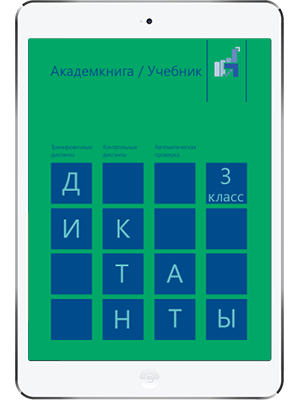 Академкнига / Учебник
Тренировочные Контрольные Автоматическая
диктанты диктанты проверка
Д 3
класс
И К
Т А
Н Т Ы